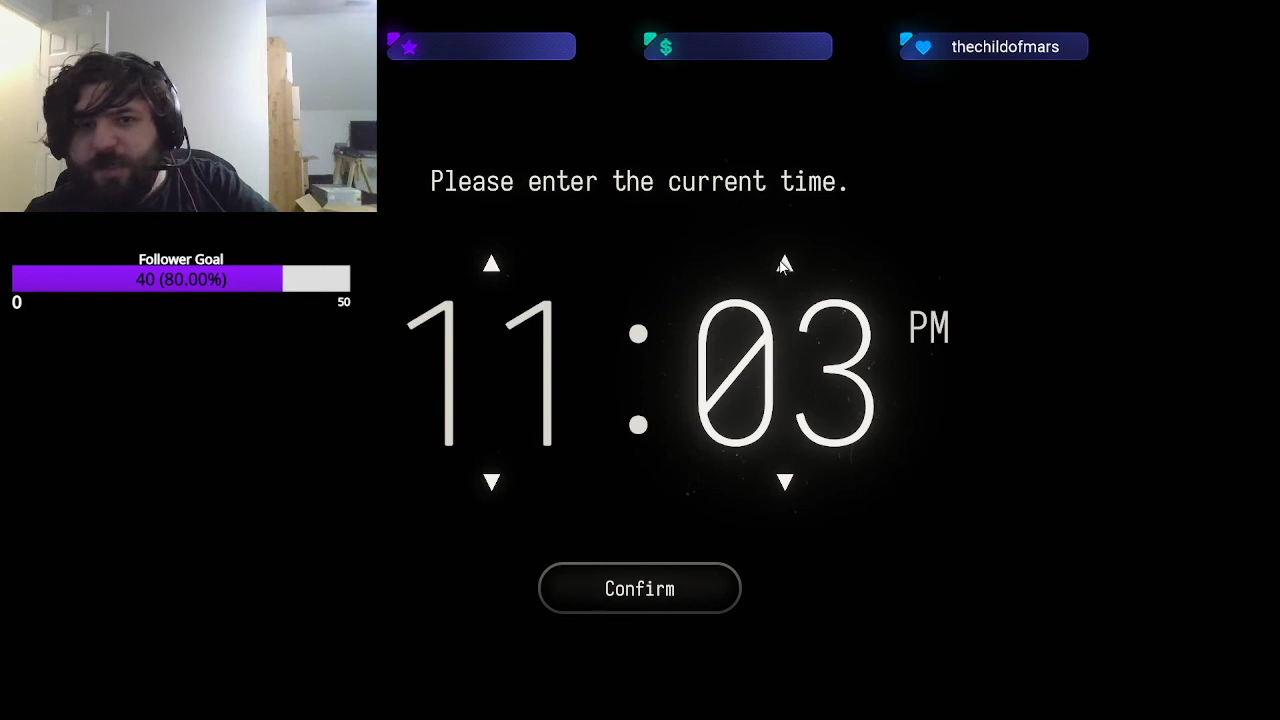 thechildofmars
Please enter the current time.
Follower Goal
40 (80.00%)
0
50
11:03 PM
Confirm